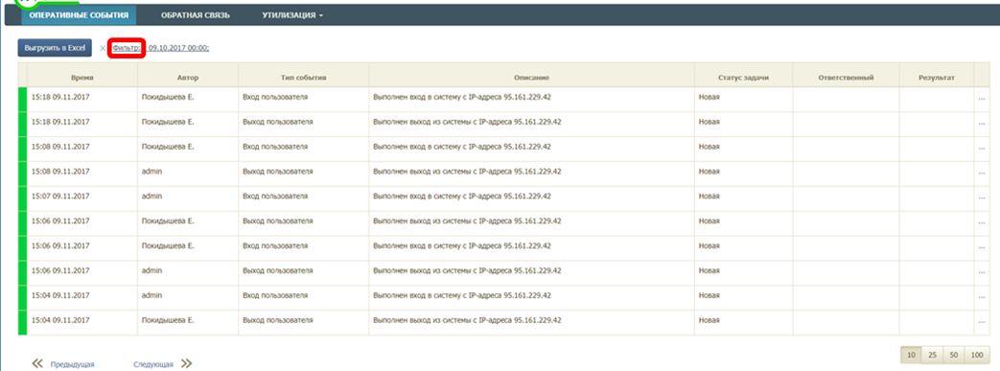 ОПЕРАТИВНЫЕ СОБЫТИЯ ОБРАТНАЯ СВЯЗЬ УТИЛИЗАЦИЯ
Выгрузить в Excel × Фильтр: 09.10.2017 00:00;
Время Автор Тип события Описание Статус задачи Ответственный Результат
15:18 09.11.2017 Покидышева Е. Вход пользователя Выполнен вход в систему с IP-адреса 95.161.229.42 Новая ...
15:18 09.11.2017 Покидышева Е. Выход пользователя Выполнен выход из системы с IP-адреса 95.161.229.42 Новая ...
15:08 09.11.2017 Покидышева Е. Вход пользователя Выполнен вход в систему с IP-адреса 95.161.229.42 Новая ...
15:08 09.11.2017 admin Выход пользователя Выполнен выход из системы с IP-адреса 95.161.229.42 Новая ...
15:07 09.11.2017 admin Вход пользователя Выполнен вход в систему с IP-адреса 95.161.229.42 Новая ...
15:06 09.11.2017 Покидышева Е. Выход пользователя Выполнен выход из системы с IP-адреса 95.161.229.42 Новая ...
15:06 09.11.2017 Покидышева Е. Вход пользователя Выполнен вход в систему с IP-адреса 95.161.229.42 Новая ...
15:06 09.11.2017 admin Выход пользователя Выполнен выход из системы с IP-адреса 95.161.229.42 Новая ...
15:04 09.11.2017 admin Вход пользователя Выполнен вход в систему с IP-адреса 95.161.229.42 Новая ...
15:04 09.11.2017 Покидышева Е. Выход пользователя Выполнен выход из системы с IP-адреса 95.161.229.42 Новая ...
10 25 50 100
Предыдущая Следующая